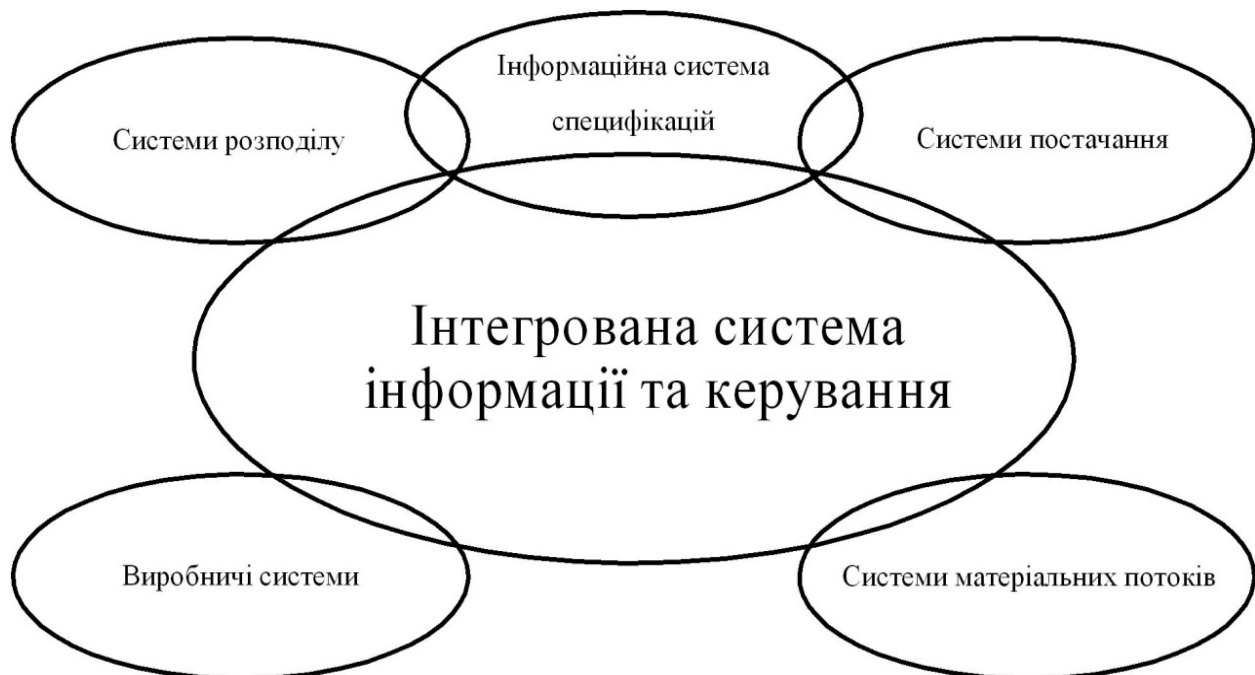 Інформаційна система
специфікацій
Системи розподілу
Системи постачання
Інтегрована система
інформації та керування
Виробничі системи
Системи матеріальних потоків